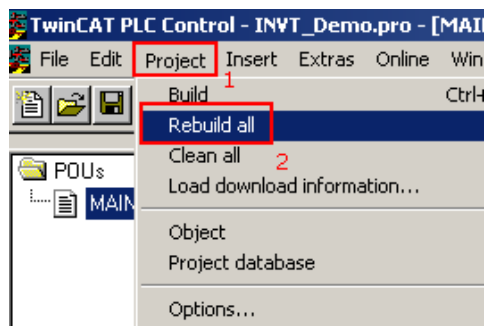 TwinCAT PLC Control - INVT_Demo.pro - [MAI
File Edit Project Insert Extras Online Win
1
Build Ctrl+
Rebuild all
Clean all
2
Load download information...
POUs
MAIN
Object
Project database
Options...